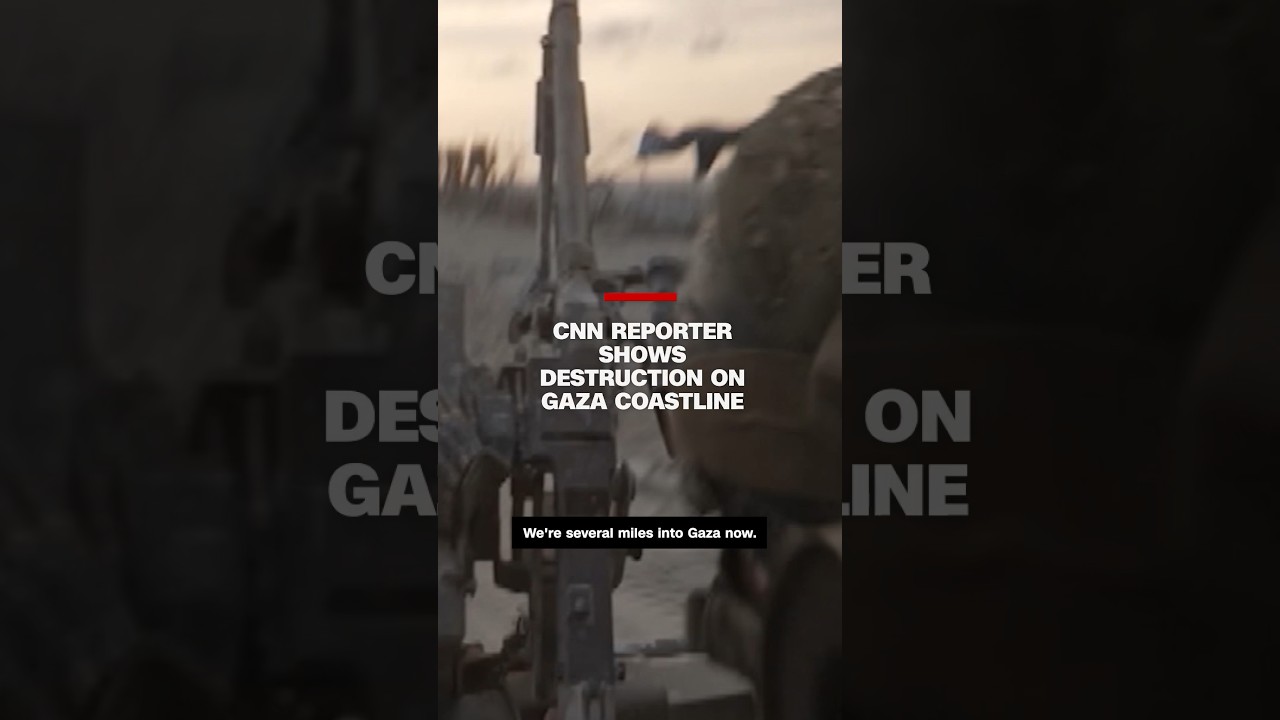 CNN REPORTER
SHOWS
DESTRUCTION ON
GAZA COASTLINE
We're several miles into Gaza now.